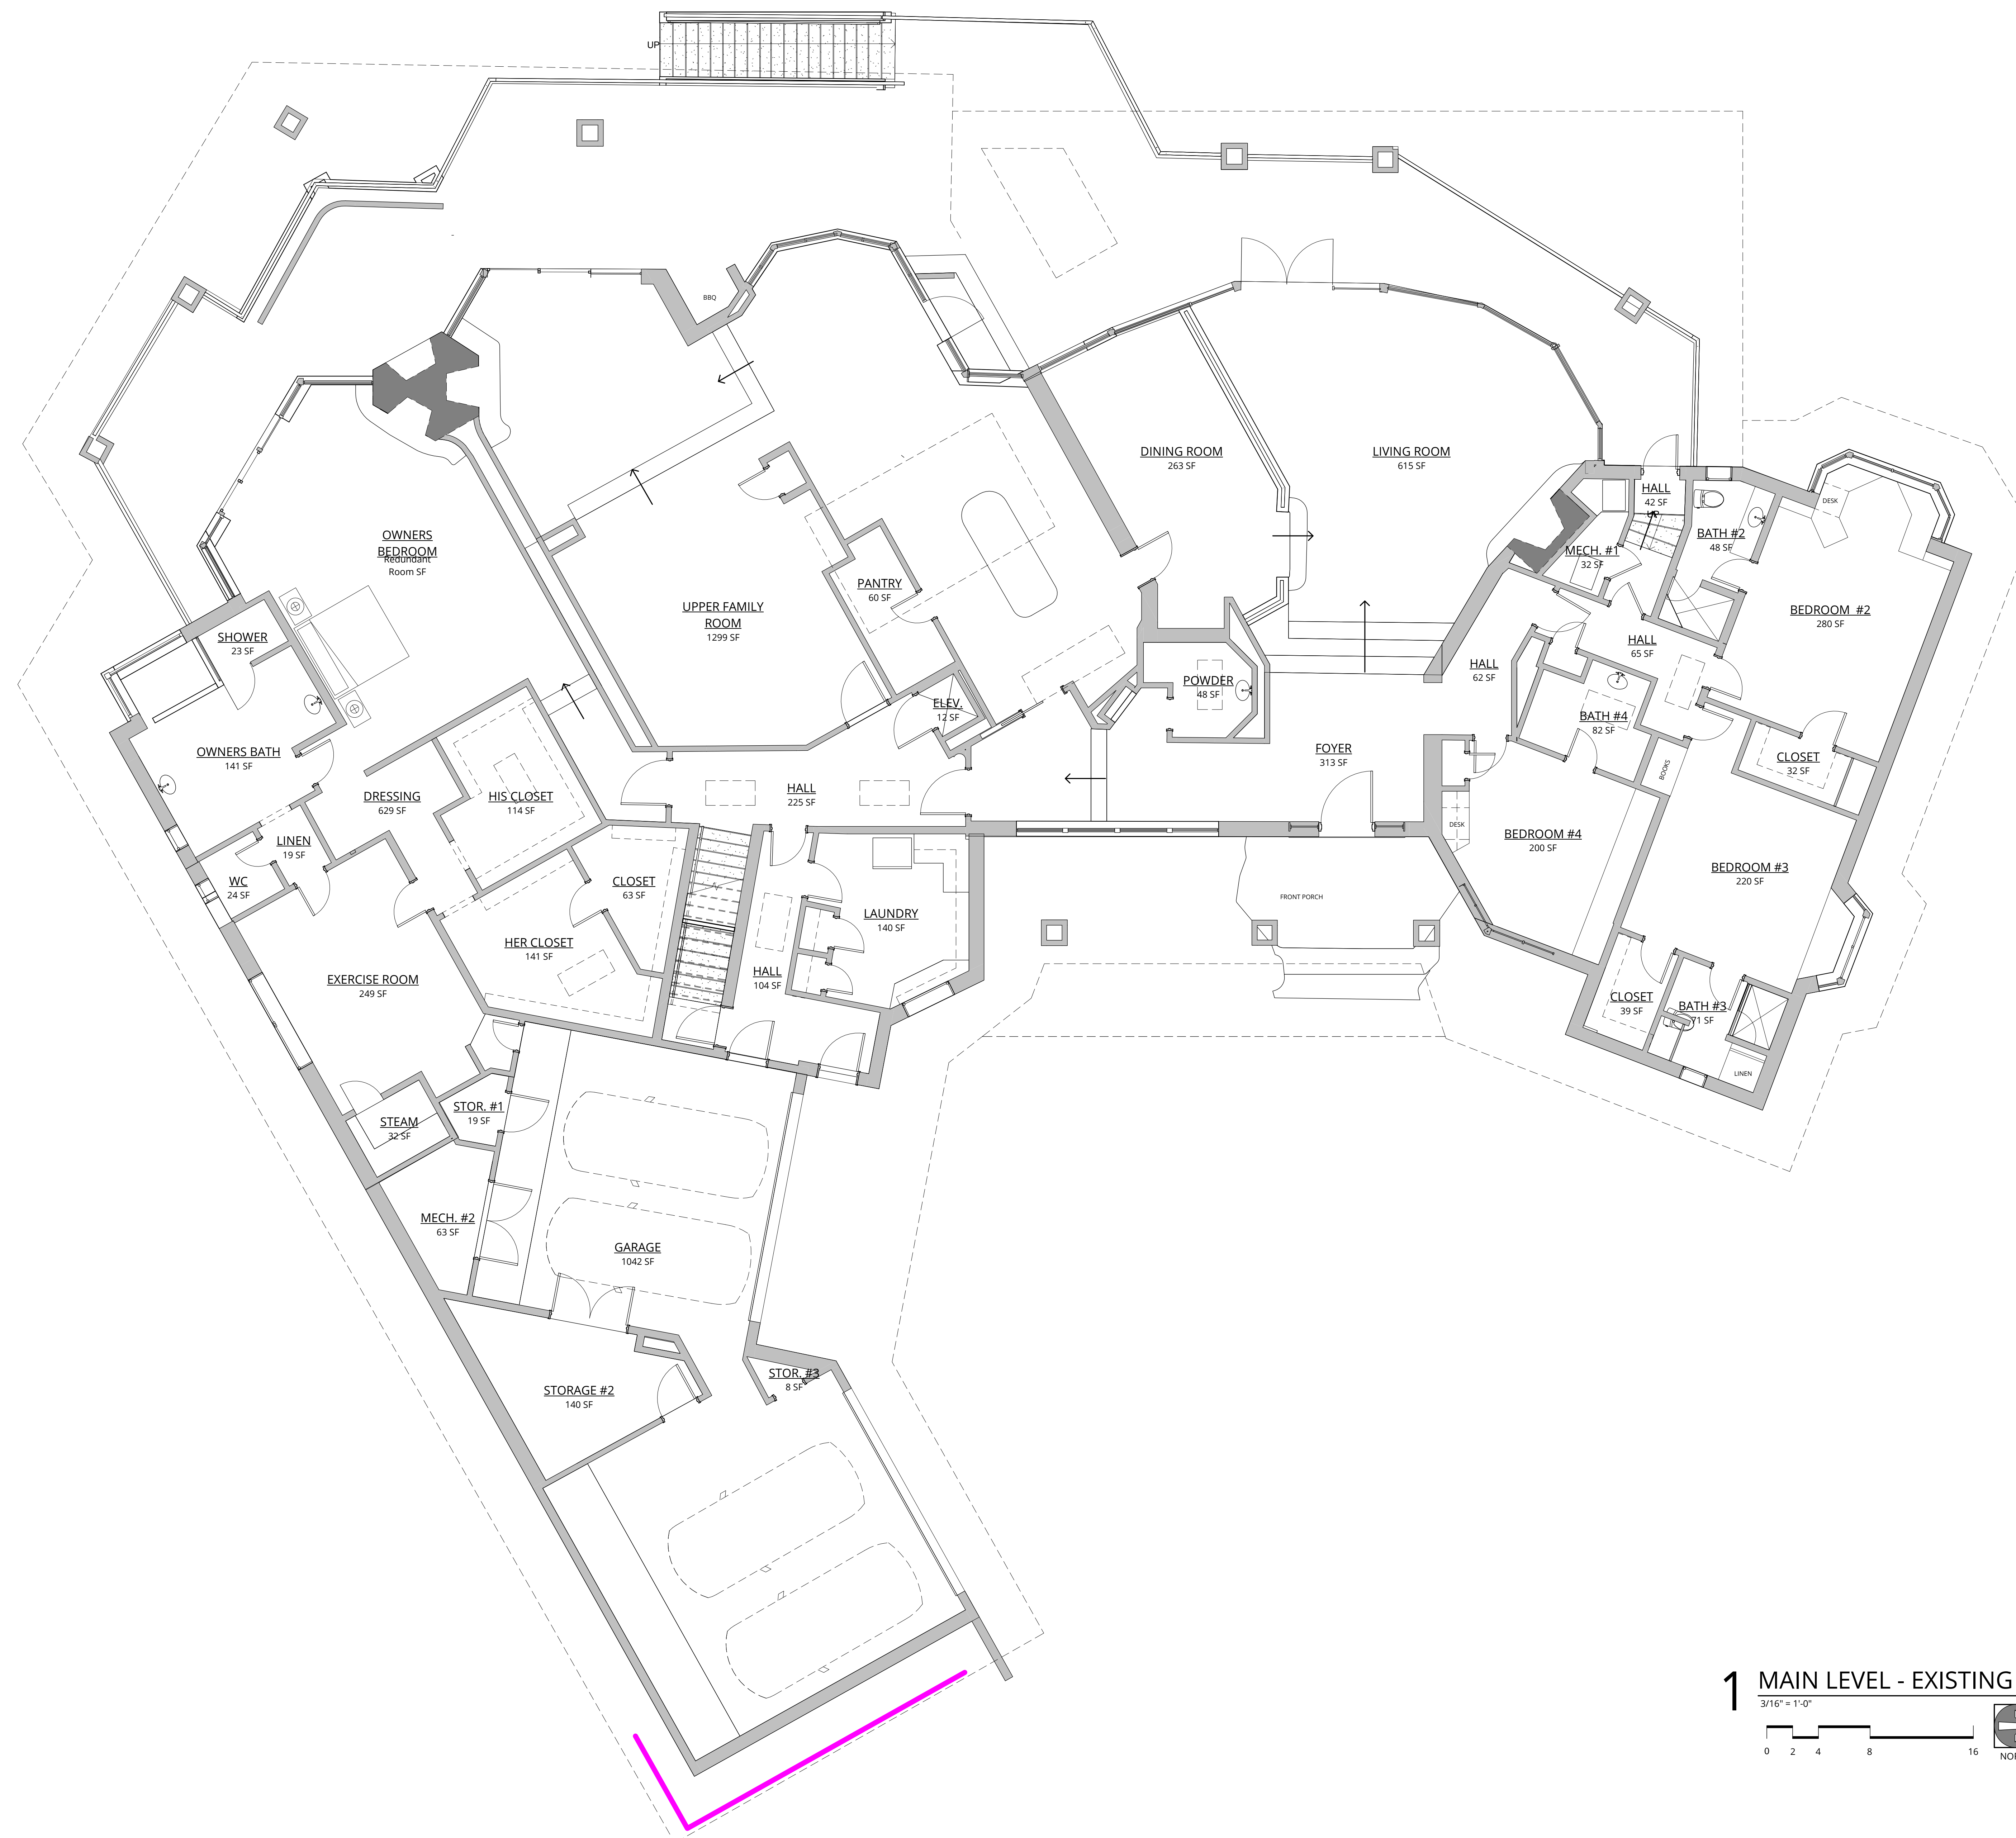 UP
BBQ
DINING ROOM
263 SF
LIVING ROOM
615 SF
HALL
42 SF
UP
DESK
BATH #2
48 SF
MECH. #1
32 SF
OWNERS
BEDROOM
Redundant
Room SF
PANTRY
60 SF
UPPER FAMILY
ROOM
1299 SF
BEDROOM #2
280 SF
SHOWER
23 SF
HALL
65 SF
HALL
62 SF
POWDER
48 SF
ELEV.
12 SF
BATH #4
82 SF
OWNERS BATH
141 SF
FOYER
313 SF
CLOSET
32 SF
BOOKS
DRESSING
629 SF
HIS CLOSET
114 SF
HALL
225 SF
DESK
BEDROOM #4
200 SF
LINEN
19 SF
WC
24 SF
CLOSET
63 SF
BEDROOM #3
220 SF
FRONT PORCH
LAUNDRY
140 SF
HER CLOSET
141 SF
EXERCISE ROOM
249 SF
HALL
104 SF
CLOSET
39 SF
BATH #3
71 SF
LINEN
STOR. #1
19 SF
STEAM
32 SF
MECH. #2
63 SF
GARAGE
1042 SF
STOR. #3
8 SF
STORAGE #2
140 SF
1
MAIN LEVEL - EXISTING
3/16" = 1'-0"
0 2 4 8 16